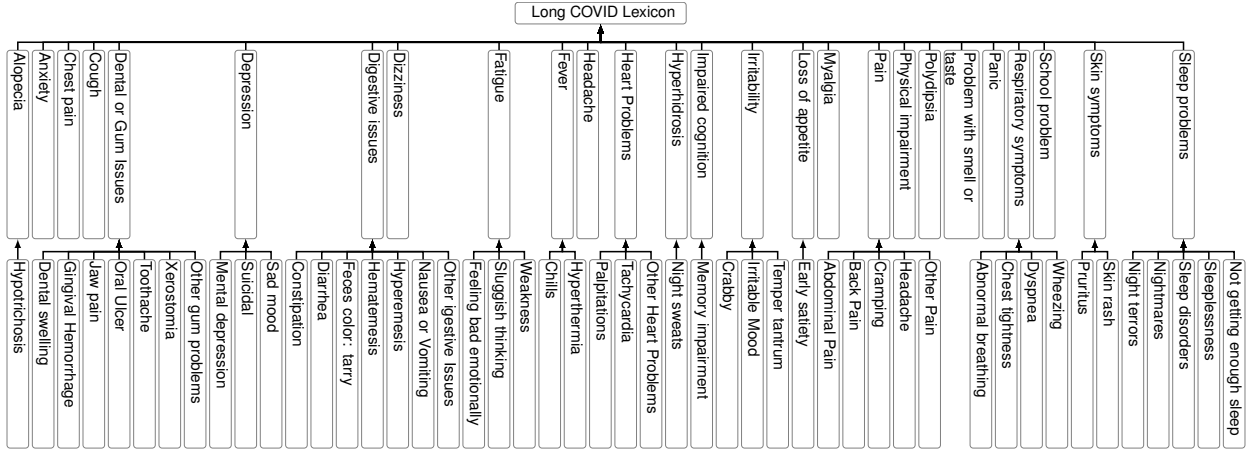 Long COVID Lexicon
Alopecia
Anxiety
Chest pain
Cough
Dental or Gum Issues
Depression
Digestive issues
Dizziness
Fatigue
Fever
Headache
Heart Problems
Hyperhidrosis
Impaired cognition
Irritability
Loss of appetite
Myalgia
Pain
Physical impairment
Polydipsia
Problem with smell or
taste
Panic
Respiratory symptoms
School problem
Skin symptoms
Sleep problems
Hypotrichosis
Dental swelling
Gingival Hemorrhage
Jaw pain
Oral Ulcer
Toothache
Xerostomia
Other gum problems
Mental depression
Suicidal
Sad mood
Constipation
Diarrhea
Feces color: tarry
Hematemesis
Hyperemesis
Nausea or Vomiting
Other igestive Issues
Feeling bad emotionally
Sluggish thinking
Weakness
Chills
Hyperthermia
Palpitations
Tachycardia
Other Heart Problems
Night sweats
Memory impairment
Crabby
Irritable Mood
Temper tantrum
Early satiety
Abdominal Pain
Back Pain
Cramping
Headache
Other Pain
Abnormal breathing
Chest tightness
Dyspnea
Wheezing
Pruritus
Skin rash
Night terrors
Nightmares
Sleep disorders
Sleeplessness
Not getting enough sleep